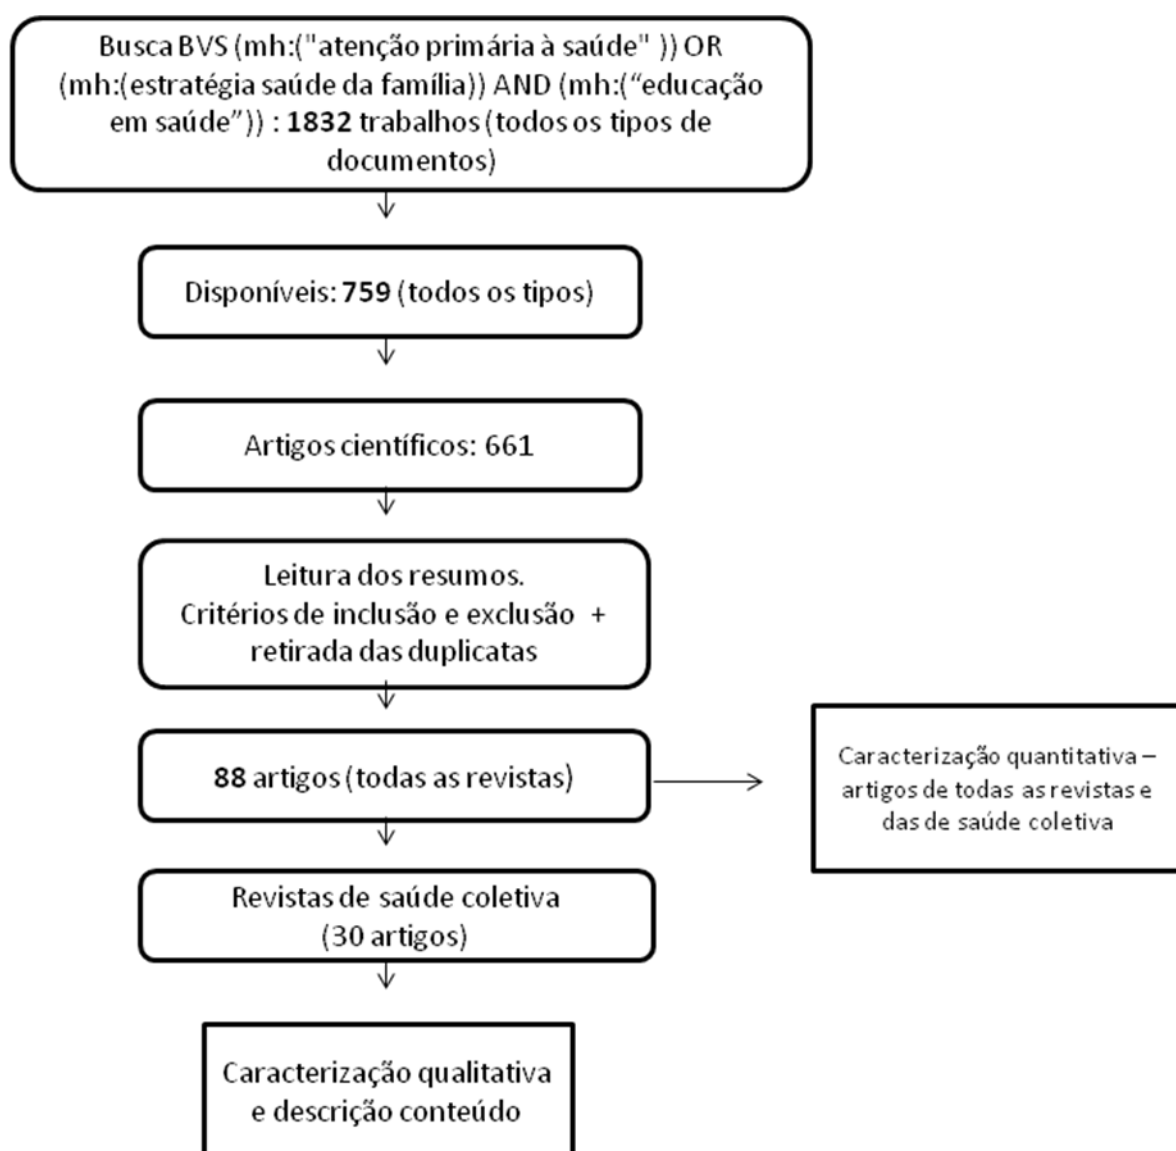 Busca BVS (mh:("atenção primária à saúde" )) OR
(mh:(estratégia saúde da família)) AND (mh:(“educação
em saúde”)) : 1832 trabalhos (todos os tipos de
documentos)
Disponíveis: 759 (todos os tipos)
Artigos científicos: 661
Leitura dos resumos.
Critérios de inclusão e exclusão +
retirada das duplicatas
88 artigos (todas as revistas)
Caracterização quantitativa –
artigos de todas as revistas e
das de saúde coletiva
Revistas de saúde coletiva
(30 artigos)
Caracterização qualitativa
e descrição conteúdo